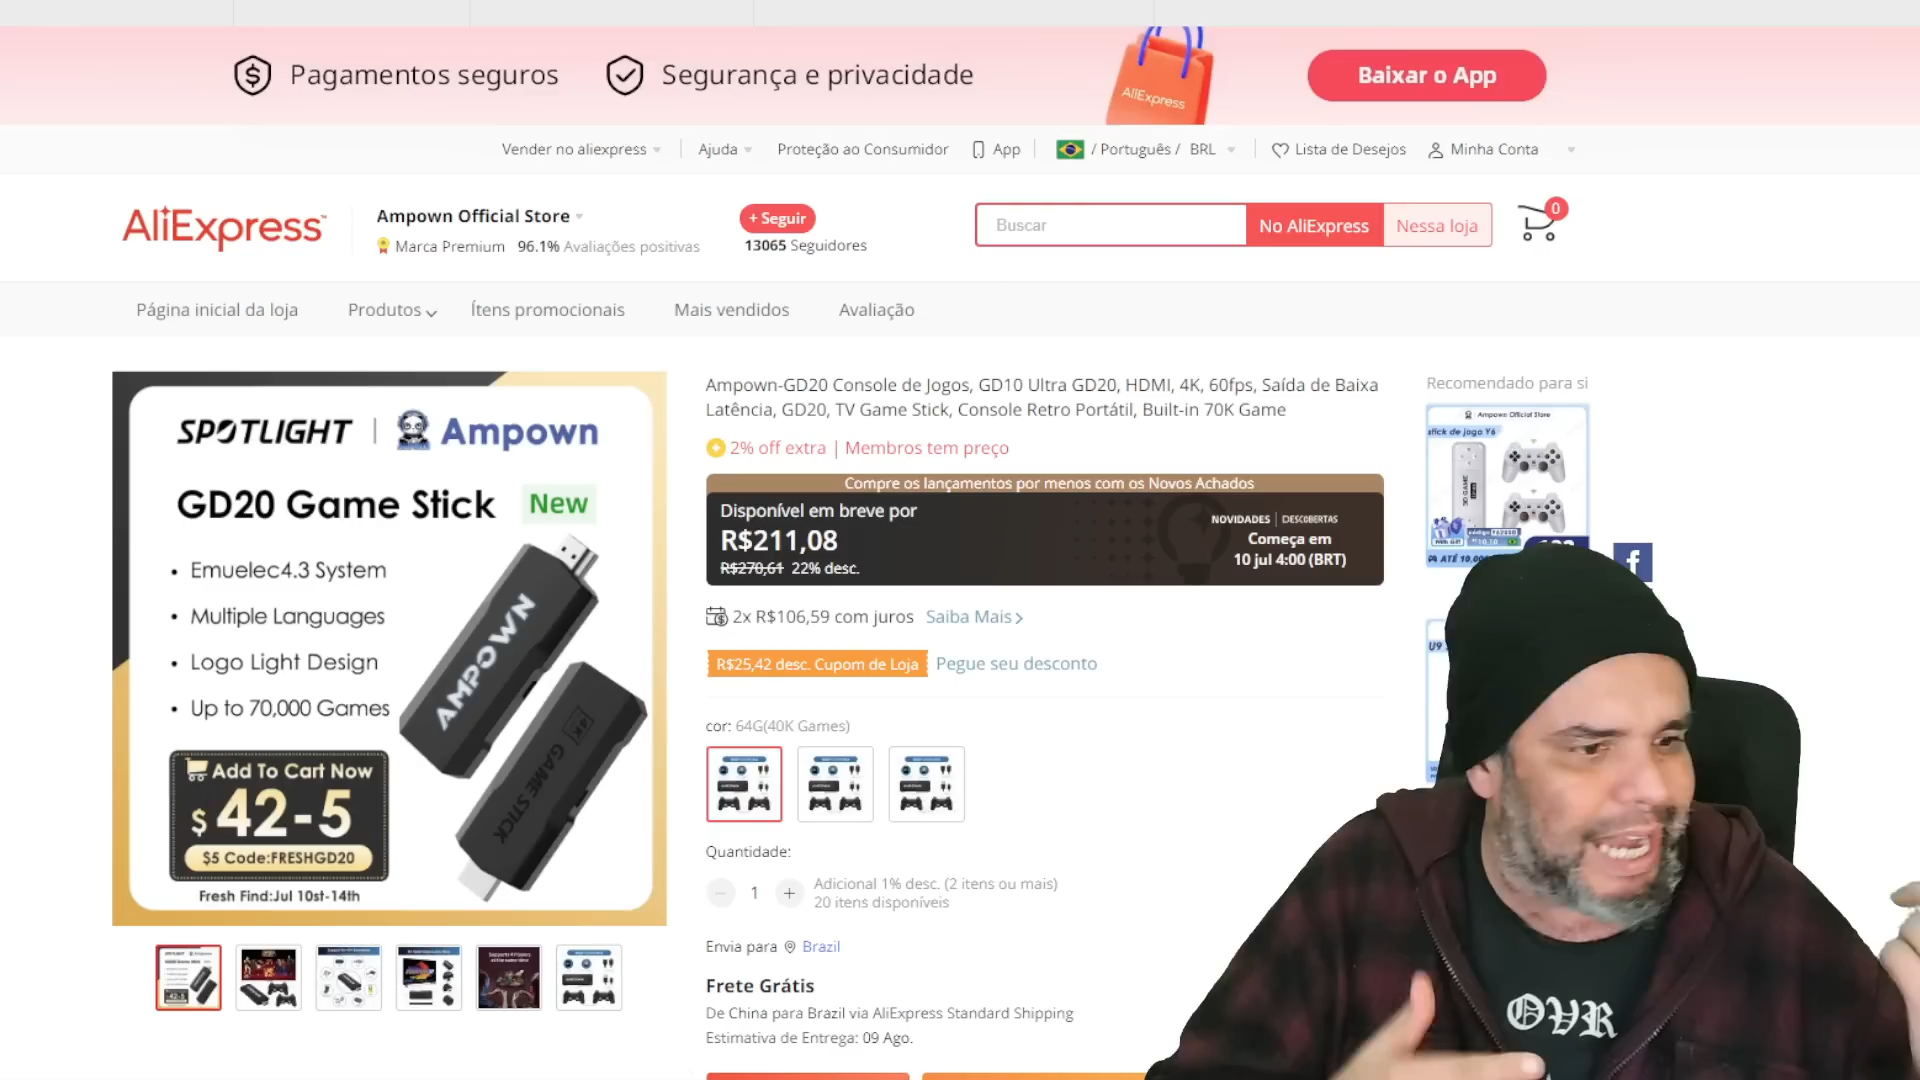 Pagamentos seguros
Segurança e privacidade
AliExpress
Baixar o App
Vender no aliexpress
Ajuda
Proteção ao Consumidor
App
/ Português / BRL
Lista de Desejos
Minha Conta
AliExpress™
Ampown Official Store
Marca Premium 96.1% Avaliações positivas
+ Seguir
13065 Seguidores
Buscar
No AliExpress
Nessa loja
0
Página inicial da loja
Produtos
Ítens promocionais
Mais vendidos
Avaliação
SPOTLIGHT | Ampown
GD20 Game Stick New
• Emuelec4.3 System
• Multiple Languages
• Logo Light Design
• Up to 70,000 Games
AMPOWN
4K GAME STICK
Add To Cart Now
$ 42-5
$5 Code:FRESHGD20
Fresh Find:Jul 10st-14th
Ampown-GD20 Console de Jogos, GD10 Ultra GD20, HDMI, 4K, 60fps, Saída de Baixa
Latência, GD20, TV Game Stick, Console Retro Portátil, Built-in 70K Game
2% off extra | Membros tem preço
Compre os lançamentos por menos com os Novos Achados
Disponível em breve por
R$211,08
R$270,61 22% desc.
NOVIDADES | DESCOBERTAS
Começa em
10 jul 4:00 (BRT)
2x R$106,59 com juros Saiba Mais
R$25,42 desc. Cupom de Loja Pegue seu desconto
cor: 64G(40K Games)
Quantidade:
1
Adicional 1% desc. (2 itens ou mais)
20 itens disponíveis
Envia para Brazil
Frete Grátis
De China para Brazil via AliExpress Standard Shipping
Estimativa de Entrega: 09 Ago.
Recomendado para si
Ampown Official Store
stick de jogo Y6
ATÉ 10.00
U9
f
OVR